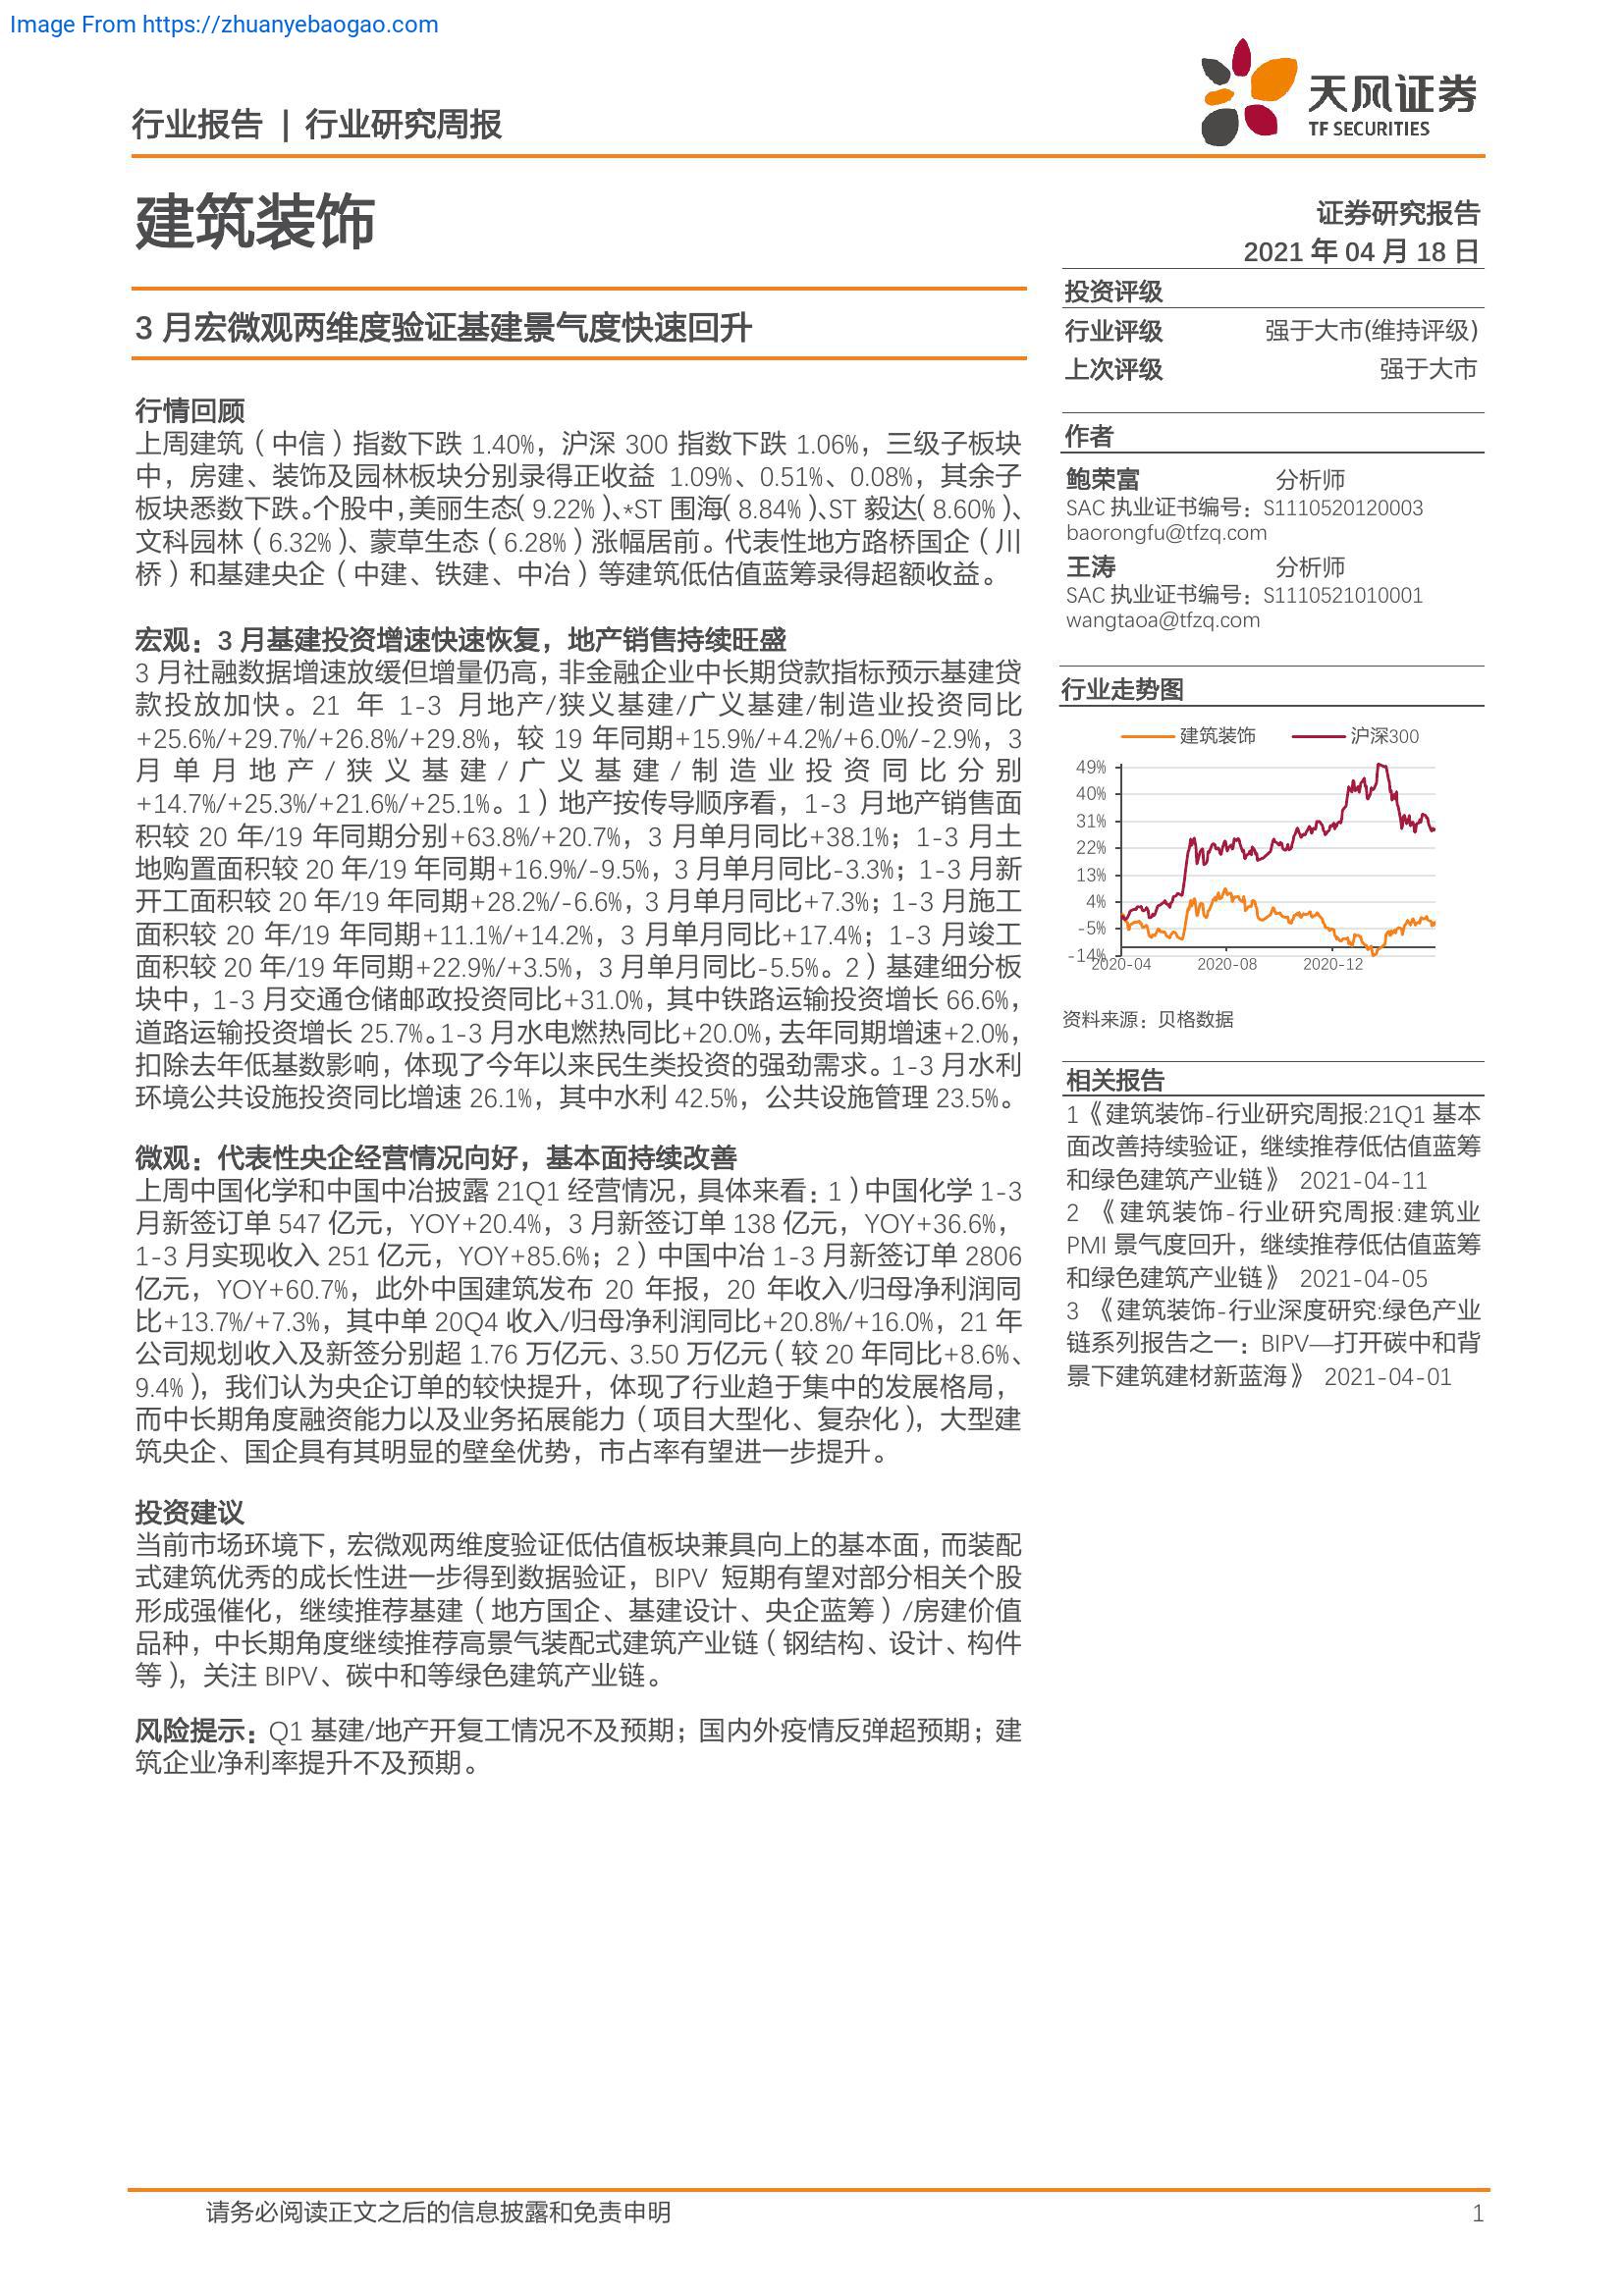 Image From https://zhuanyebaogao.com
行业报告 | 行业研究周报
天风证券
TF SECURITIES
建筑装饰
证券研究报告
2021 年 04 月 18 日
3 月宏微观两维度验证基建景气度快速回升
行情回顾
上周建筑（中信）指数下跌 1.40%，沪深 300 指数下跌 1.06%，三级子板块
中，房建、装饰及园林板块分别录得正收益 1.09%、0.51%、0.08%，其余子
板块悉数下跌。个股中，美丽生态（9.22%）、*ST 围海（8.84%）、ST 毅达（8.60%）、
文科园林（6.32%）、蒙草生态（6.28%）涨幅居前。代表性地方路桥国企（川
桥）和基建央企（中建、铁建、中冶）等建筑低估值蓝筹录得超额收益。
宏观：3 月基建投资增速快速恢复，地产销售持续旺盛
3 月社融数据增速放缓但增量仍高，非金融企业中长期贷款指标预示基建贷
款投放加快。21 年 1-3 月地产/狭义基建/广义基建/制造业投资同比
+25.6%/+29.7%/+26.8%/+29.8%，较 19 年同期+15.9%/+4.2%/+6.0%/-2.9%，3
月单月地产/狭义基建/广义基建/制造业投资同比分别
+14.7%/+25.3%/+21.6%/+25.1%。1）地产按传导顺序看，1-3 月地产销售面
积较 20 年/19 年同期分别+63.8%/+20.7%，3 月单月同比+38.1%；1-3 月土
地购置面积较 20 年/19 年同期+16.9%/-9.5%，3 月单月同比-3.3%；1-3 月新
开工面积较 20 年/19 年同期+28.2%/-6.6%，3 月单月同比+7.3%；1-3 月施工
面积较 20 年/19 年同期+11.1%/+14.2%，3 月单月同比+17.4%；1-3 月竣工
面积较 20 年/19 年同期+22.9%/+3.5%，3 月单月同比-5.5%。2）基建细分板
块中，1-3 月交通仓储邮政投资同比+31.0%，其中铁路运输投资增长 66.6%，
道路运输投资增长 25.7%。1-3 月水电燃热同比+20.0%，去年同期增速+2.0%，
扣除去年低基数影响，体现了今年以来民生类投资的强劲需求。1-3 月水利
环境公共设施投资同比增速 26.1%，其中水利 42.5%，公共设施管理 23.5%。
微观：代表性央企经营情况向好，基本面持续改善
上周中国化学和中国中冶披露 21Q1 经营情况，具体来看：1）中国化学 1-3
月新签订单 547 亿元，YOY+20.4%，3 月新签订单 138 亿元，YOY+36.6%，
1-3 月实现收入 251 亿元，YOY+85.6%；2）中国中冶 1-3 月新签订单 2806
亿元，YOY+60.7%，此外中国建筑发布 20 年报，20 年收入/归母净利润同
比+13.7%/+7.3%，其中单 20Q4 收入/归母净利润同比+20.8%/+16.0%，21 年
公司规划收入及新签分别超 1.76 万亿元、3.50 万亿元（较 20 年同比+8.6%、
9.4%），我们认为央企订单的较快提升，体现了行业趋于集中的发展格局，
而中长期角度融资能力以及业务拓展能力（项目大型化、复杂化），大型建
筑央企、国企具有其明显的壁垒优势，市占率有望进一步提升。
投资建议
当前市场环境下，宏微观两维度验证低估值板块兼具向上的基本面，而装配
式建筑优秀的成长性进一步得到数据验证，BIPV 短期有望对部分相关个股
形成强催化，继续推荐基建（地方国企、基建设计、央企蓝筹）/房建价值
品种，中长期角度继续推荐高景气装配式建筑产业链（钢结构、设计、构件
等），关注 BIPV、碳中和等绿色建筑产业链。
风险提示：Q1 基建/地产开复工情况不及预期；国内外疫情反弹超预期；建
筑企业净利率提升不及预期。
投资评级
行业评级 强于大市(维持评级)
上次评级 强于大市
作者
鲍荣富 分析师
SAC 执业证书编号：S1110520120003
baorongfu@tfzq.com
王涛 分析师
SAC 执业证书编号：S1110521010001
wangtaoa@tfzq.com
行业走势图
建筑装饰 沪深300
49%
40%
31%
22%
13%
4%
-5%
-14%
2020-04 2020-08 2020-12
资料来源：贝格数据
相关报告
1《建筑装饰-行业研究周报:21Q1 基本
面改善持续验证，继续推荐低估值蓝筹
和绿色建筑产业链》 2021-04-11
2 《建筑装饰-行业研究周报:建筑业
PMI 景气度回升，继续推荐低估值蓝筹
和绿色建筑产业链》 2021-04-05
3 《建筑装饰-行业深度研究:绿色产业
链系列报告之一：BIPV—打开碳中和背
景下建筑建材新蓝海》 2021-04-01
请务必阅读正文之后的信息披露和免责申明 1